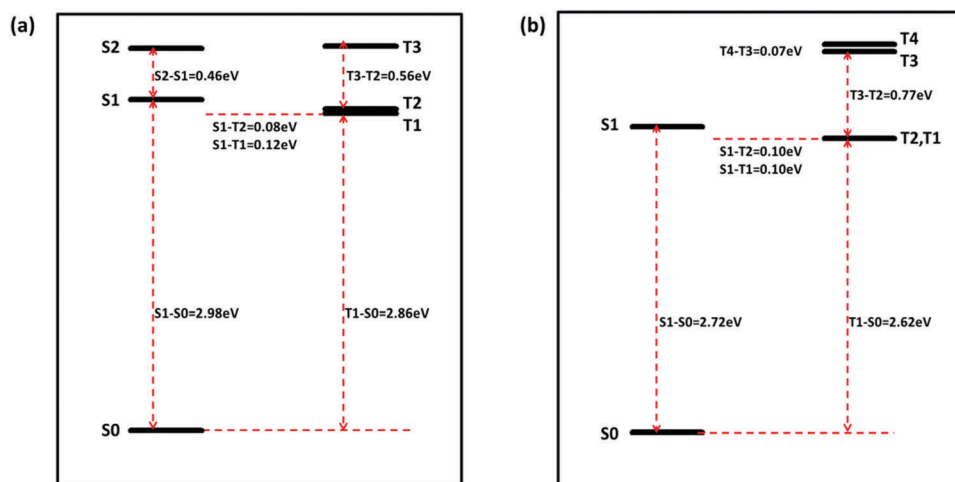 (a)
S2
T3
S2-S1=0.46eV
T3-T2=0.56eV
S1
T2
T1
S1-T2=0.08eV
S1-T1=0.12eV
S1-S0=2.98eV
T1-S0=2.86eV
S0
(b)
T4
T4-T3=0.07eV
T3
T3-T2=0.77eV
S1
T2,T1
S1-T2=0.10eV
S1-T1=0.10eV
S1-S0=2.72eV
T1-S0=2.62eV
S0